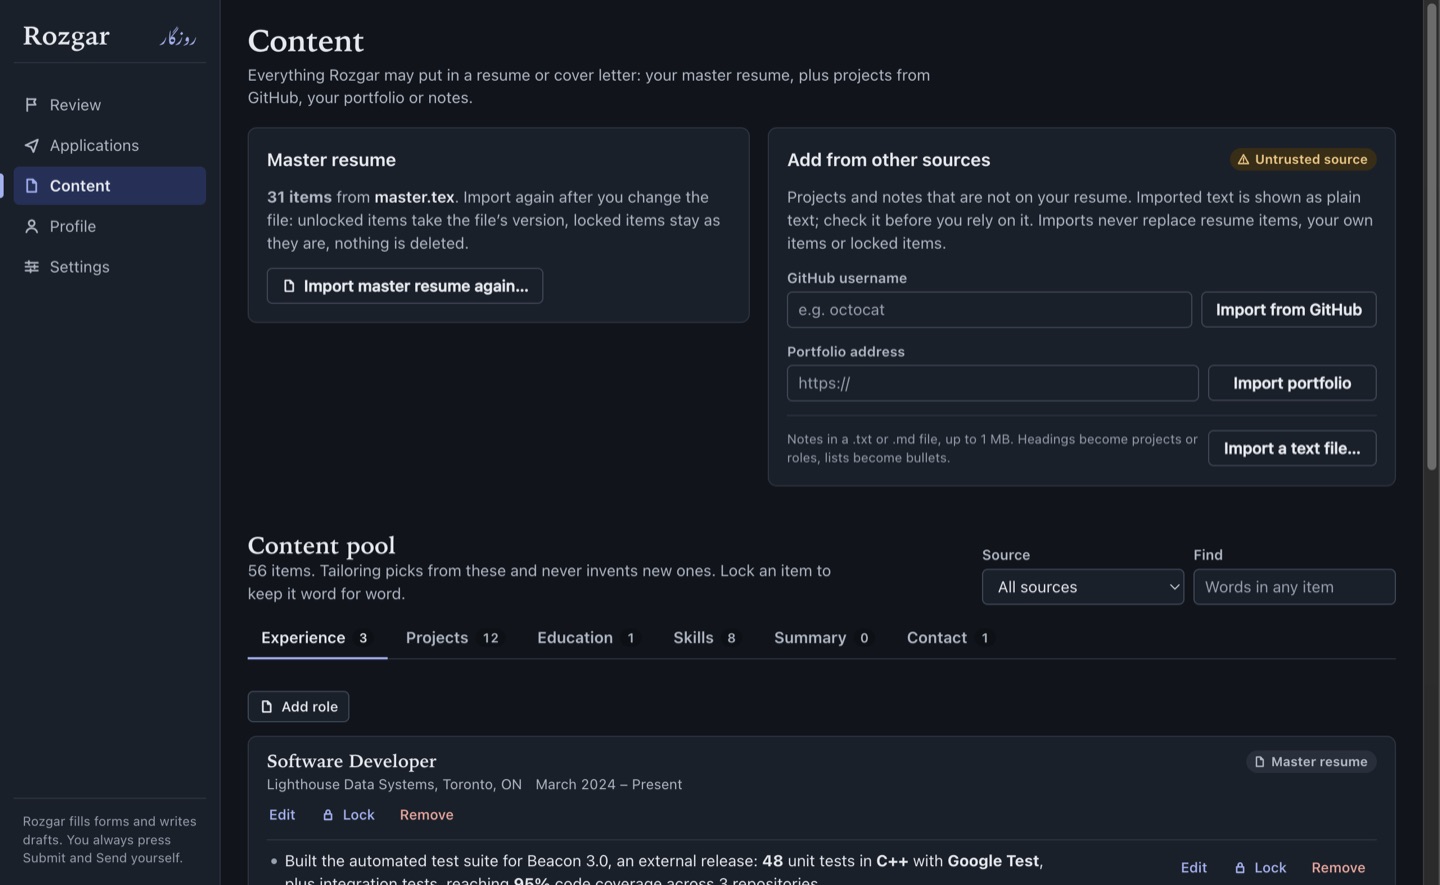 Rozgar
روزگار
Review
Applications
Content
Profile
Settings
Rozgar fills forms and writes
drafts. You always press
Submit and Send yourself.
Content
Everything Rozgar may put in a resume or cover letter: your master resume, plus projects from
GitHub, your portfolio or notes.
Master resume
31 items from master.tex. Import again after you change the
file: unlocked items take the file’s version, locked items stay as
they are, nothing is deleted.
Import master resume again...
Add from other sources
Untrusted source
Projects and notes that are not on your resume. Imported text is shown as plain
text; check it before you rely on it. Imports never replace resume items, your own
items or locked items.
GitHub username
e.g. octocat
Import from GitHub
Portfolio address
https://
Import portfolio
Notes in a .txt or .md file, up to 1 MB. Headings become projects or
roles, lists become bullets.
Import a text file...
Content pool
56 items. Tailoring picks from these and never invents new ones. Lock an item to
keep it word for word.
Source
All sources
Find
Words in any item
Experience 3
Projects 12
Education 1
Skills 8
Summary 0
Contact 1
Add role
Software Developer
Master resume
Lighthouse Data Systems, Toronto, ON March 2024 – Present
Edit Lock Remove
• Built the automated test suite for Beacon 3.0, an external release: 48 unit tests in C++ with Google Test,
plus integration tests, reaching 95% code coverage across 3 repositories.
Edit Lock Remove